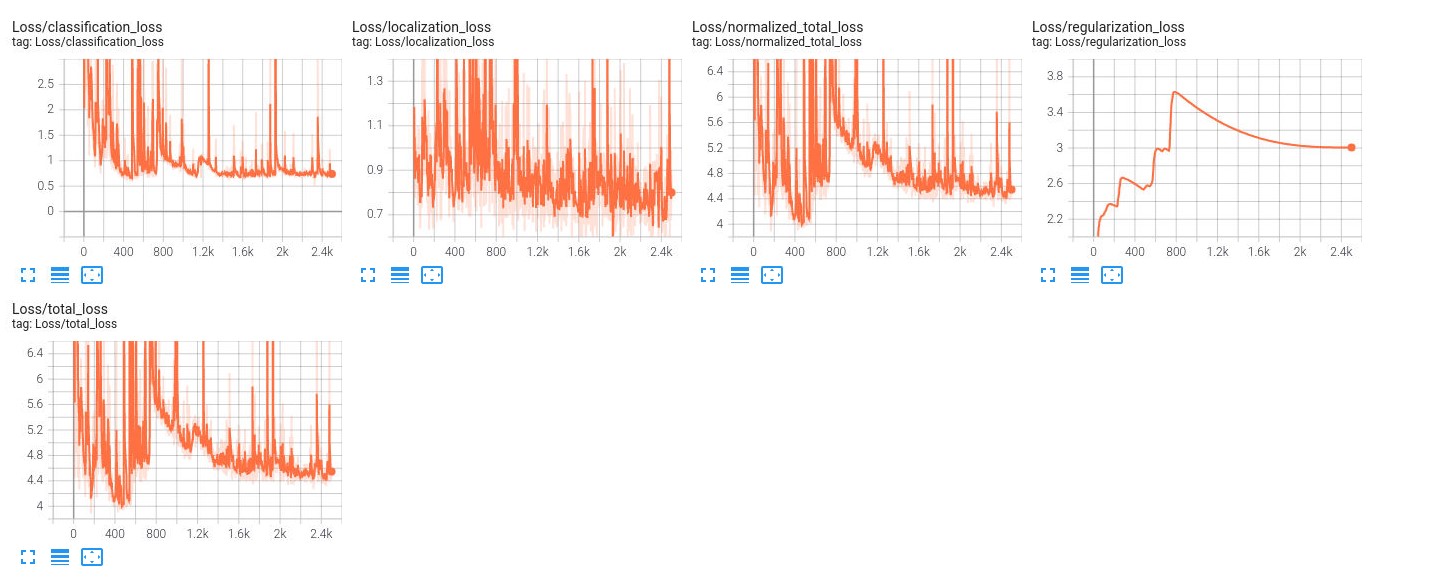 Loss/classification_loss
tag: Loss/classification_loss
2.5
2
1.5
1
0.5
0
0 400 800 1.2k 1.6k 2k 2.4k
Loss/localization_loss
tag: Loss/localization_loss
1.3
1.1
0.9
0.7
0 400 800 1.2k 1.6k 2k 2.4k
Loss/normalized_total_loss
tag: Loss/normalized_total_loss
6.4
6
5.6
5.2
4.8
4.4
4
0 400 800 1.2k 1.6k 2k 2.4k
Loss/regularization_loss
tag: Loss/regularization_loss
3.8
3.4
3
2.6
2.2
0 400 800 1.2k 1.6k 2k 2.4k
Loss/total_loss
tag: Loss/total_loss
6.4
6
5.6
5.2
4.8
4.4
4
0 400 800 1.2k 1.6k 2k 2.4k